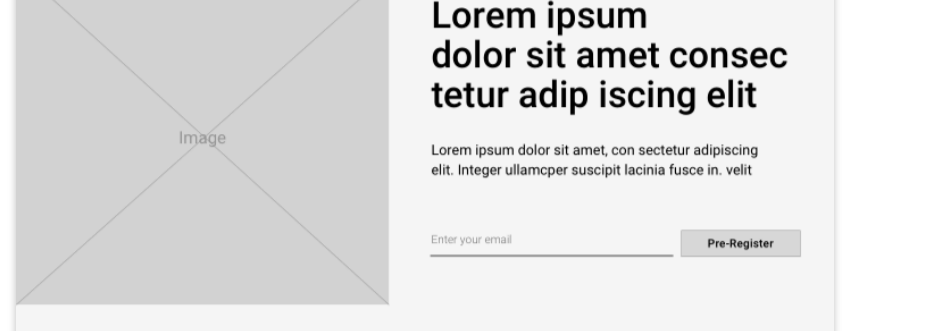 Lorem ipsum
dolor sit amet consec
tetur adip iscing elit
Image
Lorem ipsum dolor sit amet, con sectetur adipiscing
elit. Integer ullamcper suscipit lacinia fusce in. velit
Enter your email
Pre-Register